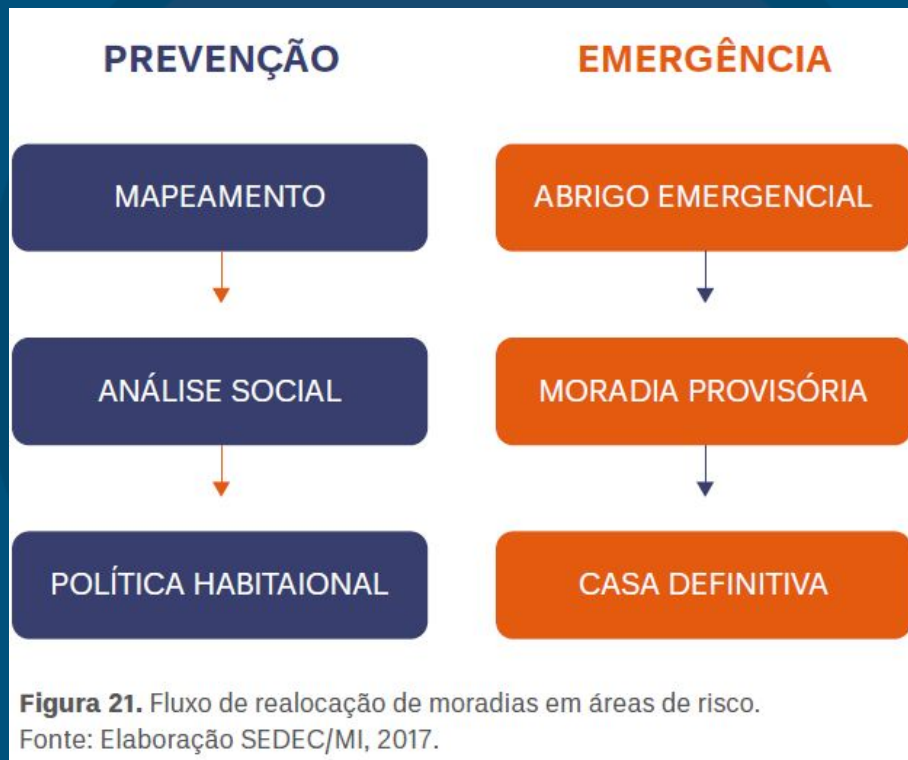 PREVENÇÃO
MAPEAMENTO
ANÁLISE SOCIAL
POLÍTICA HABITAIONAL
EMERGÊNCIA
ABRIGO EMERGENCIAL
MORADIA PROVISÓRIA
CASA DEFINITIVA
Figura 21. Fluxo de realocação de moradias em áreas de risco.
Fonte: Elaboração SEDEC/MI, 2017.